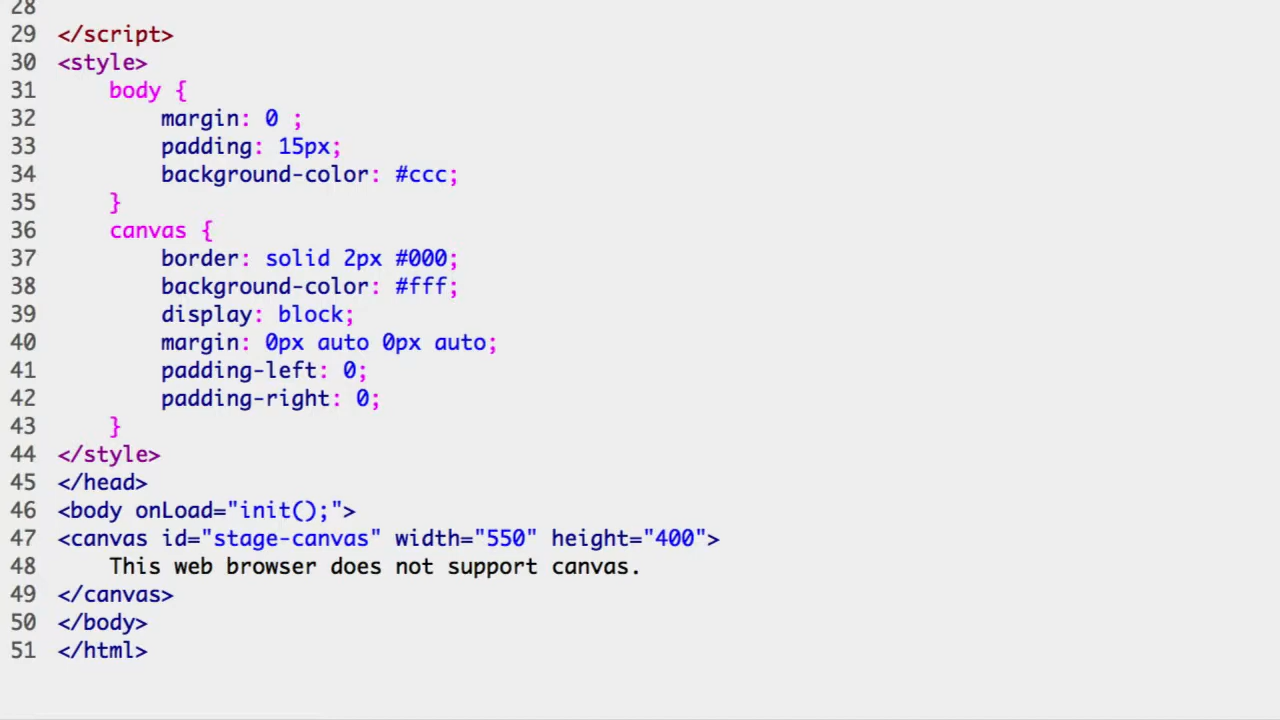 28
29 </script>
30 <style>
31     body {
32         margin: 0 ;
33         padding: 15px;
34         background-color: #ccc;
35     }
36     canvas {
37         border: solid 2px #000;
38         background-color: #fff;
39         display: block;
40         margin: 0px auto 0px auto;
41         padding-left: 0;
42         padding-right: 0;
43     }
44 </style>
45 </head>
46 <body onLoad="init();">
47 <canvas id="stage-canvas" width="550" height="400">
48     This web browser does not support canvas.
49 </canvas>
50 </body>
51 </html>